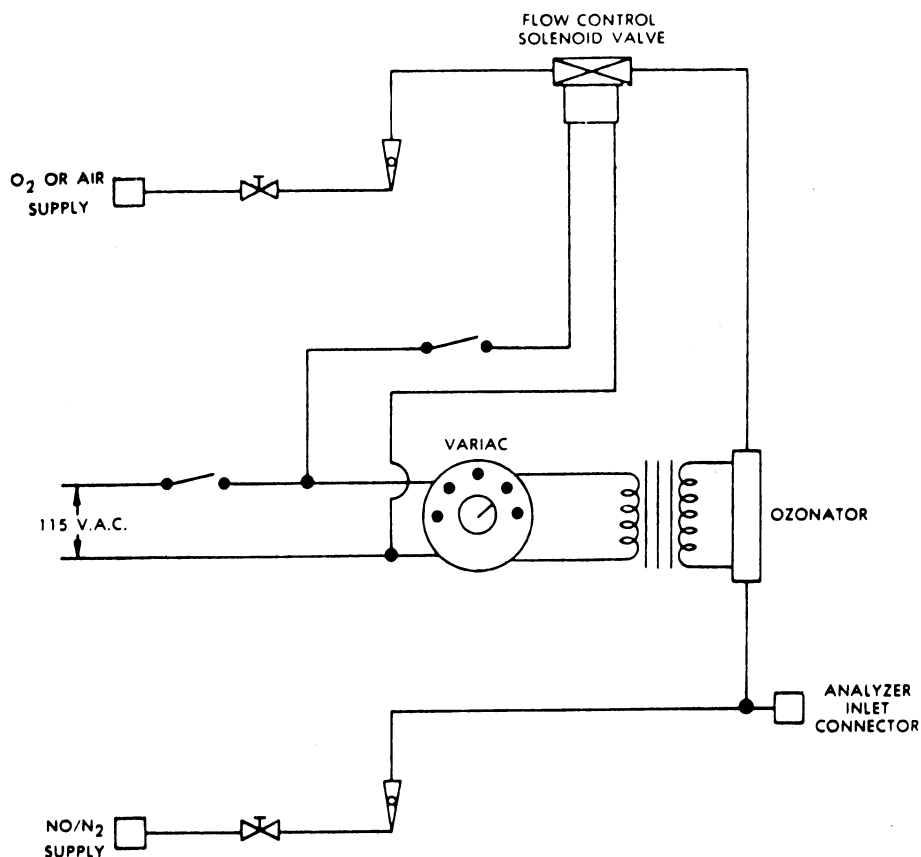 FLOW CONTROL
SOLENOID VALVE
O2 OR AIR
SUPPLY
VARIAC
115 V.A.C.
OZONATOR
ANALYZER
INLET
CONNECTOR
NO/N2
SUPPLY